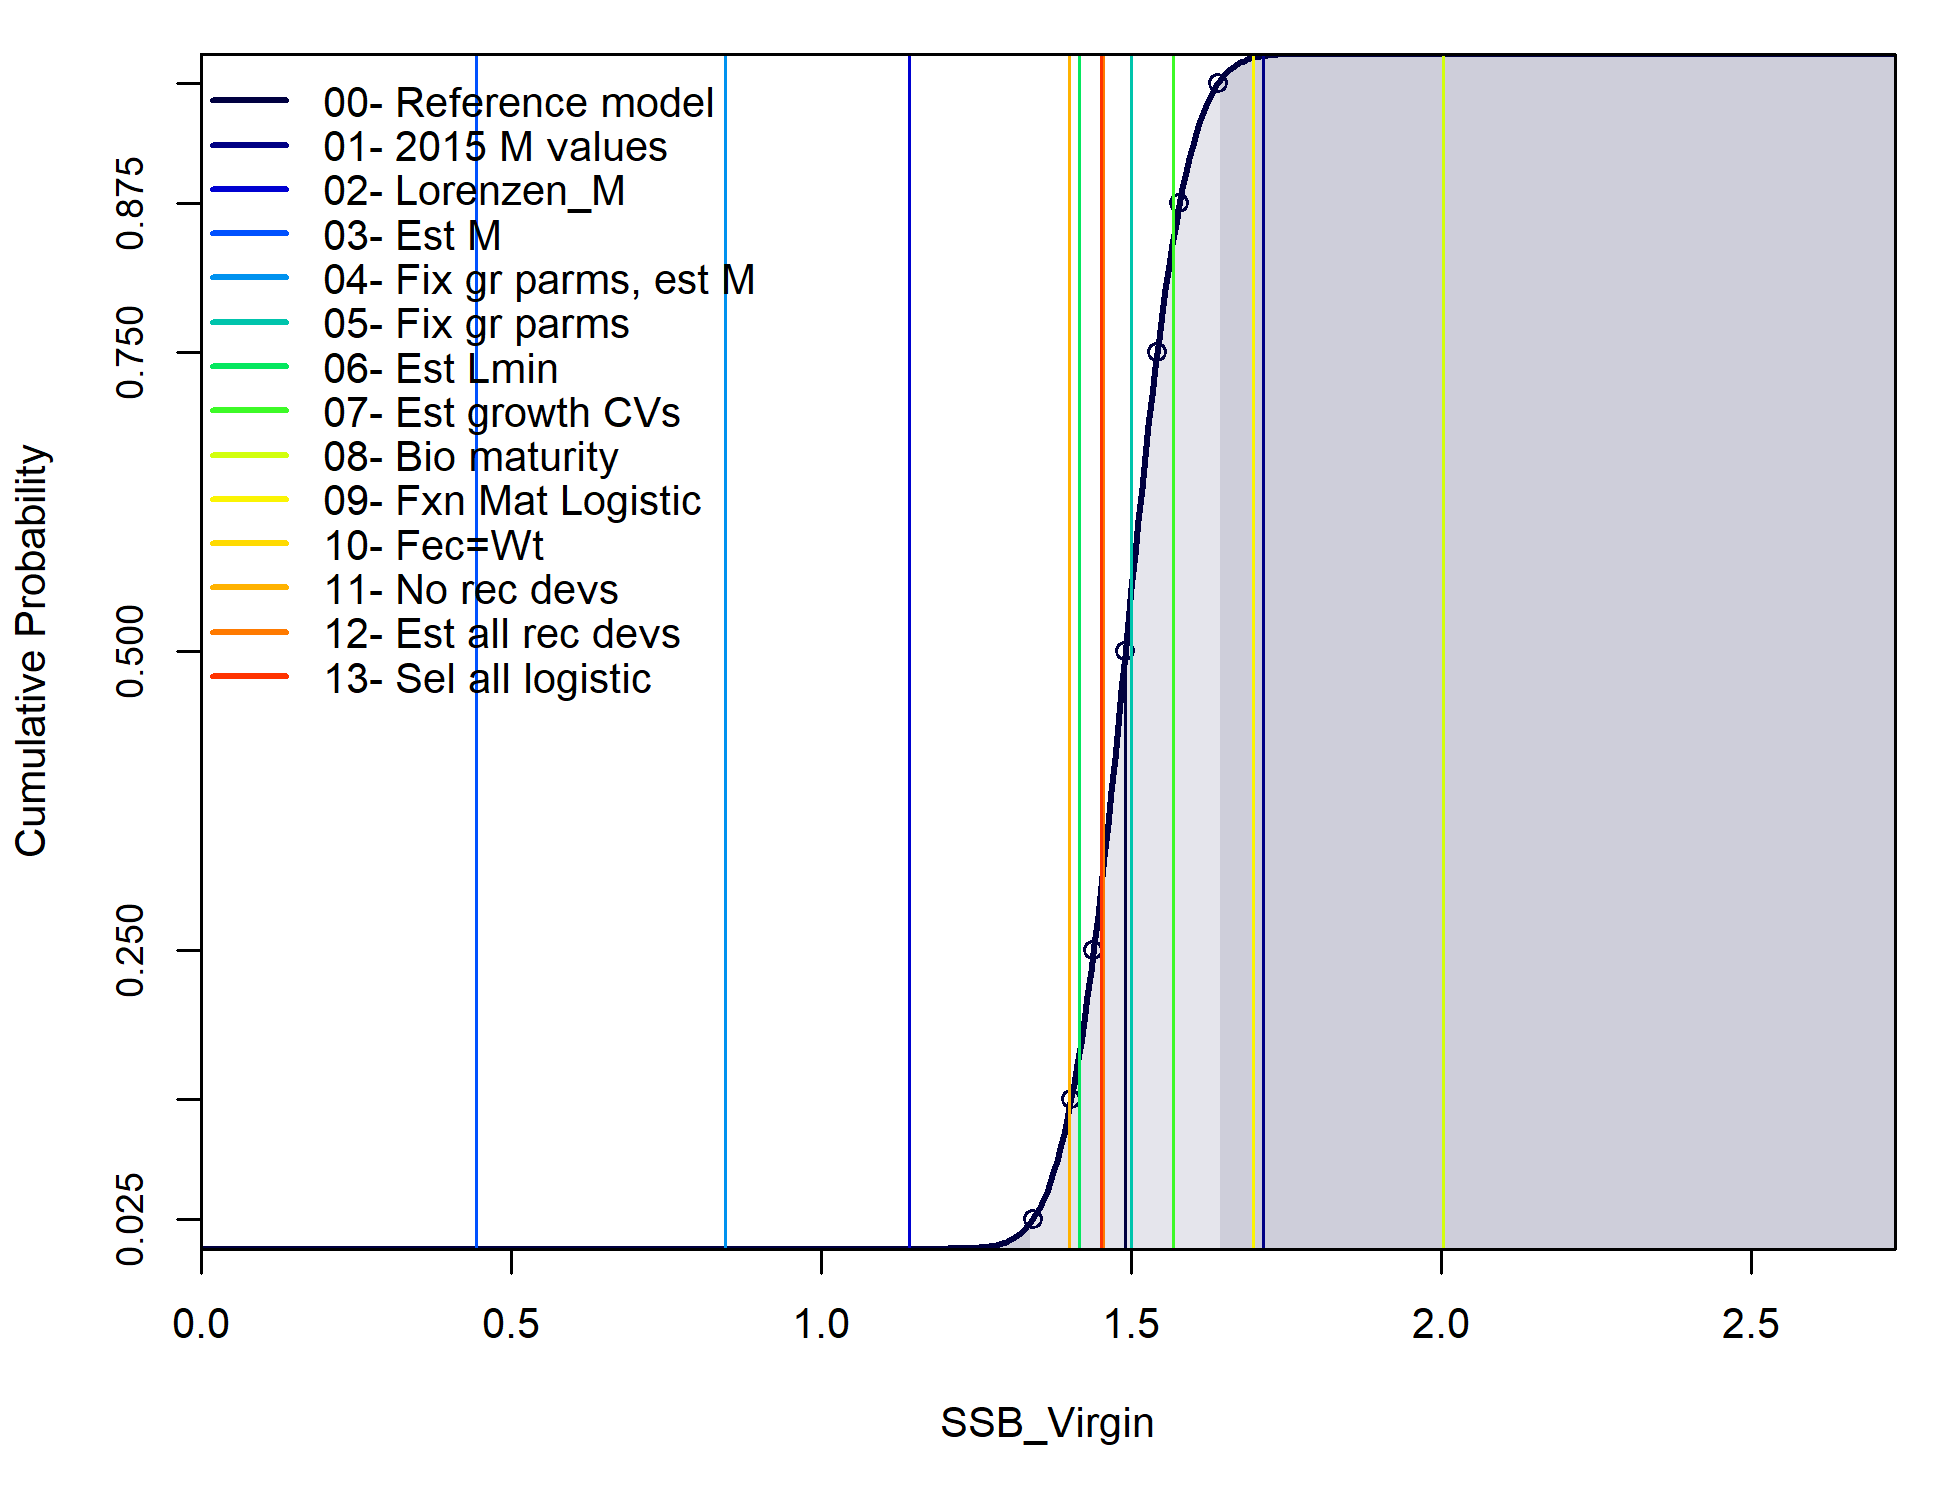 00- Reference model
01- 2015 M values
02- Lorenzen_M
03- Est M
04- Fix gr parms, est M
05- Fix gr parms
06- Est Lmin
07- Est growth CVs
08- Bio maturity
09- Fxn Mat Logistic
10- Fec=Wt
11- No rec devs
12- Est all rec devs
13- Sel all logistic
Cumulative Probability
0.875
0.750
0.500
0.250
0.025
0.0 0.5 1.0 1.5 2.0 2.5
SSB_Virgin